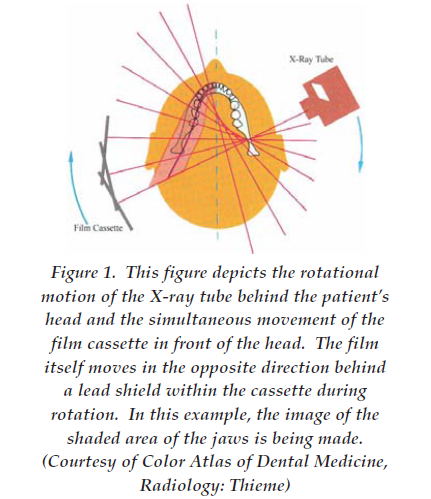 X-Ray Tube
Film Cassette
Figure 1. This figure depicts the rotational
motion of the X-ray tube behind the patient's
head and the simultaneous movement of the
film cassette in front of the head. The film
itself moves in the opposite direction behind
a lead shield within the cassette during
rotation. In this example, the image of the
shaded area of the jaws is being made.
(Courtesy of Color Atlas of Dental Medicine,
Radiology: Thieme)